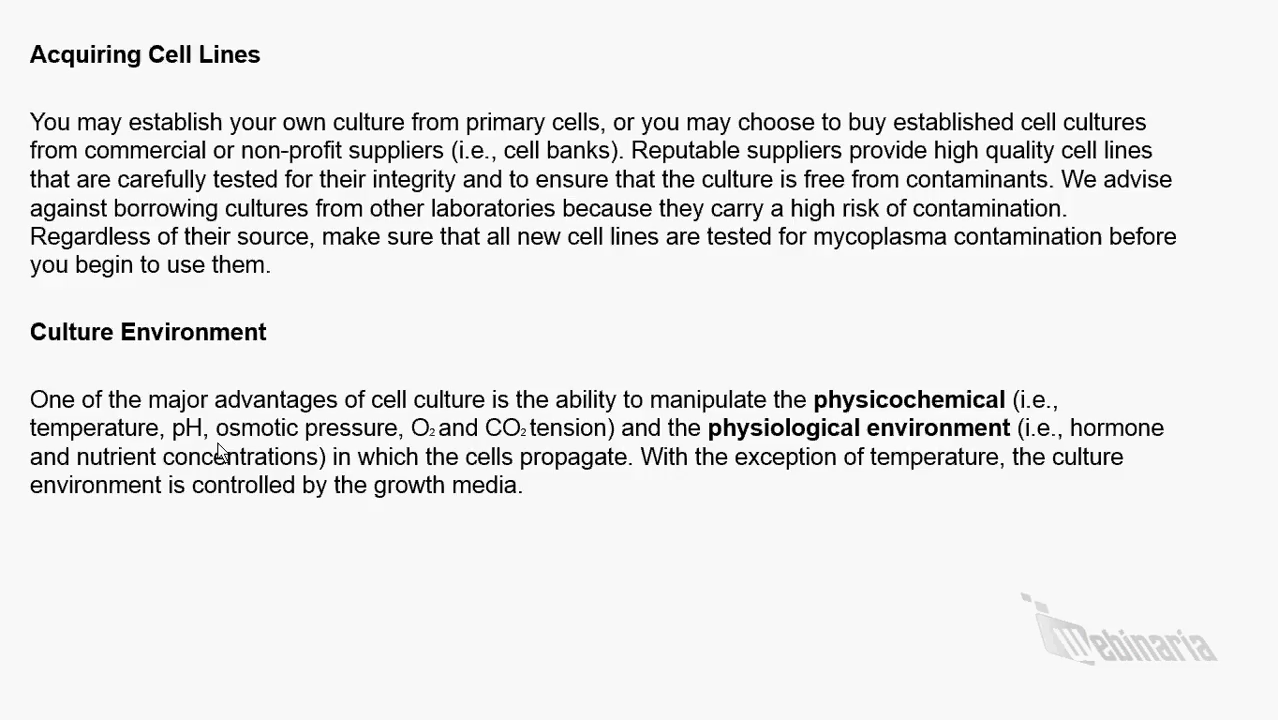 Acquiring Cell Lines
You may establish your own culture from primary cells, or you may choose to buy established cell cultures
from commercial or non-profit suppliers (i.e., cell banks). Reputable suppliers provide high quality cell lines
that are carefully tested for their integrity and to ensure that the culture is free from contaminants. We advise
against borrowing cultures from other laboratories because they carry a high risk of contamination.
Regardless of their source, make sure that all new cell lines are tested for mycoplasma contamination before
you begin to use them.
Culture Environment
One of the major advantages of cell culture is the ability to manipulate the physicochemical (i.e.,
temperature, pH, osmotic pressure, O₂ and CO₂ tension) and the physiological environment (i.e., hormone
and nutrient concentrations) in which the cells propagate. With the exception of temperature, the culture
environment is controlled by the growth media.
Webinaria